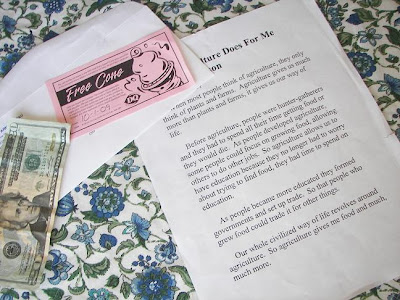 Free Cone
DQ
20
ulture Does For Me
ion
en most people think of agriculture, they only
think of plants and farms. Agriculture gives us much
more than plants and farms, it gives us our way of
life.
Before agriculture, people were hunter-gatherers
and they had to spend all their time getting food or
they would die. As people developed agriculture,
some people could focus on growing food, allowing
others to do other jobs. So agriculture allows us to
have education because we no longer need to worry
about trying to find food, they had time to spend on
education.
As people became more educated they formed
governments and set up trade. So that people who
grew food could trade it for other things.
Our whole civilized way of life revolves around
agriculture. So agriculture gives me food and much,
much more.